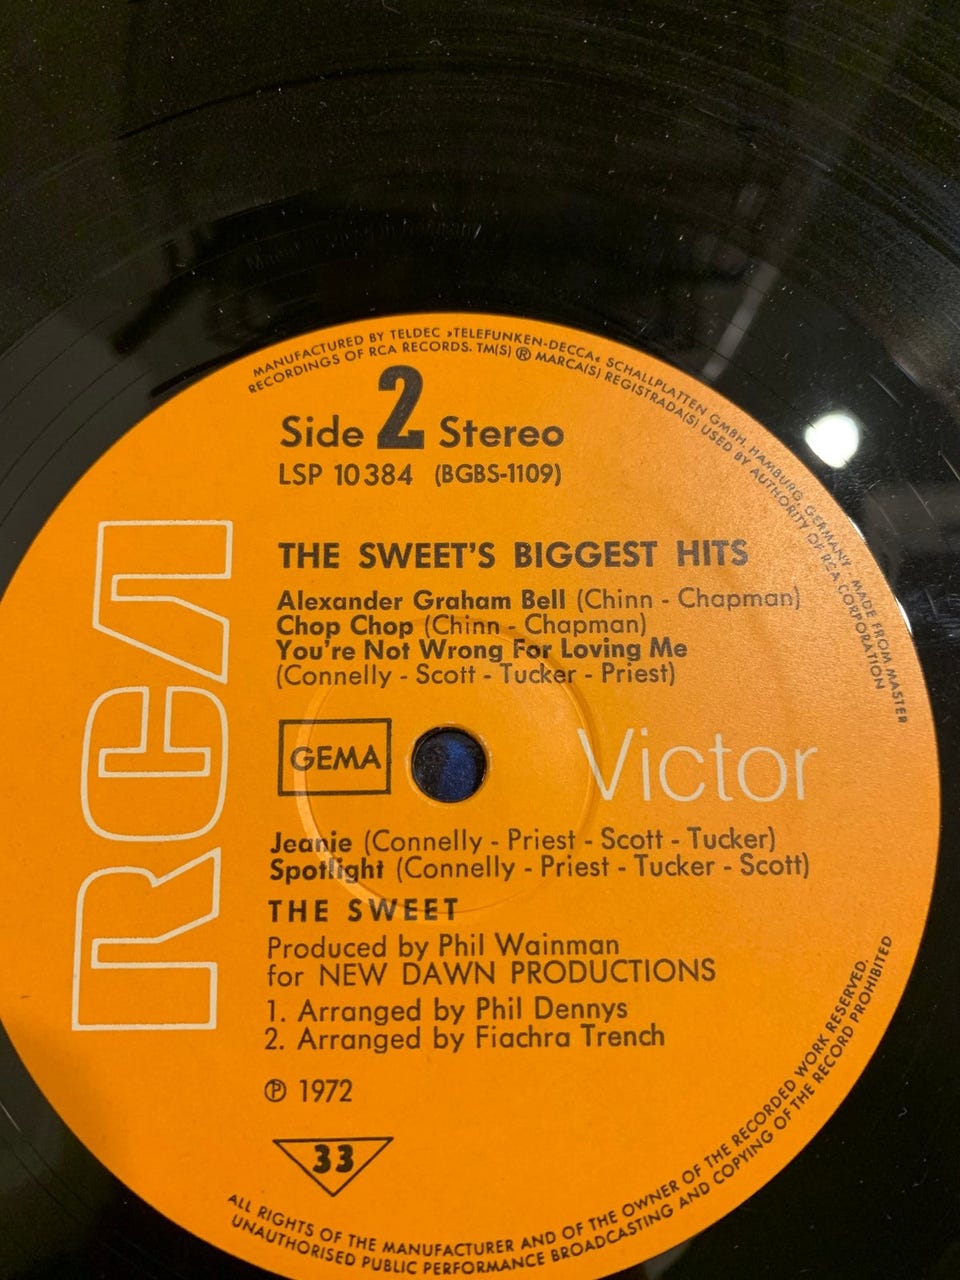 MANUFACTURED BY TELDEC »TELEFUNKEN-DECCA« SCHALLPLATTEN GMBH. HAMBURG, GERMANY · MADE FROM MASTER
RECORDINGS OF RCA RECORDS. TM(S) ® MARCA(S) REGISTRADA(S) USED BY AUTHORITY OF RCA CORPORATION
Side 2 Stereo
LSP 10384 (BGBS-1109)
THE SWEET'S BIGGEST HITS
Alexander Graham Bell (Chinn - Chapman)
Chop Chop (Chinn - Chapman)
You're Not Wrong For Loving Me
(Connelly - Scott - Tucker - Priest)
RCA
GEMA
Victor
Jeanie (Connelly - Priest - Scott - Tucker)
Spotlight (Connelly - Priest - Tucker - Scott)
THE SWEET
Produced by Phil Wainman
for NEW DAWN PRODUCTIONS
1. Arranged by Phil Dennys
2. Arranged by Fiachra Trench
℗ 1972
33
ALL RIGHTS OF THE MANUFACTURER AND OF THE OWNER OF THE RECORDED WORK RESERVED.
UNAUTHORISED PUBLIC PERFORMANCE BROADCASTING AND COPYING OF THE RECORD PROHIBITED